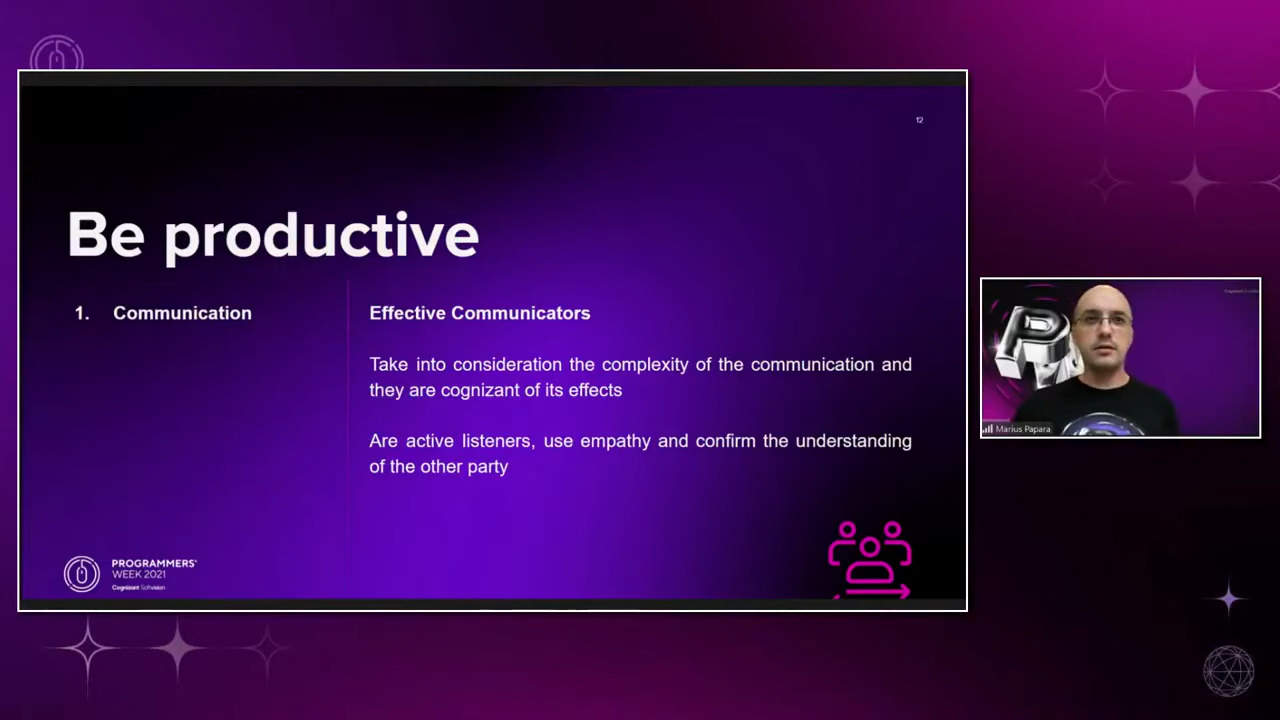 12
Be productive
1. Communication
Effective Communicators
Take into consideration the complexity of the communication and
they are cognizant of its effects
Are active listeners, use empathy and confirm the understanding
of the other party
PROGRAMMERS'
WEEK 2021
Cognizant Softvision
Marius Papara